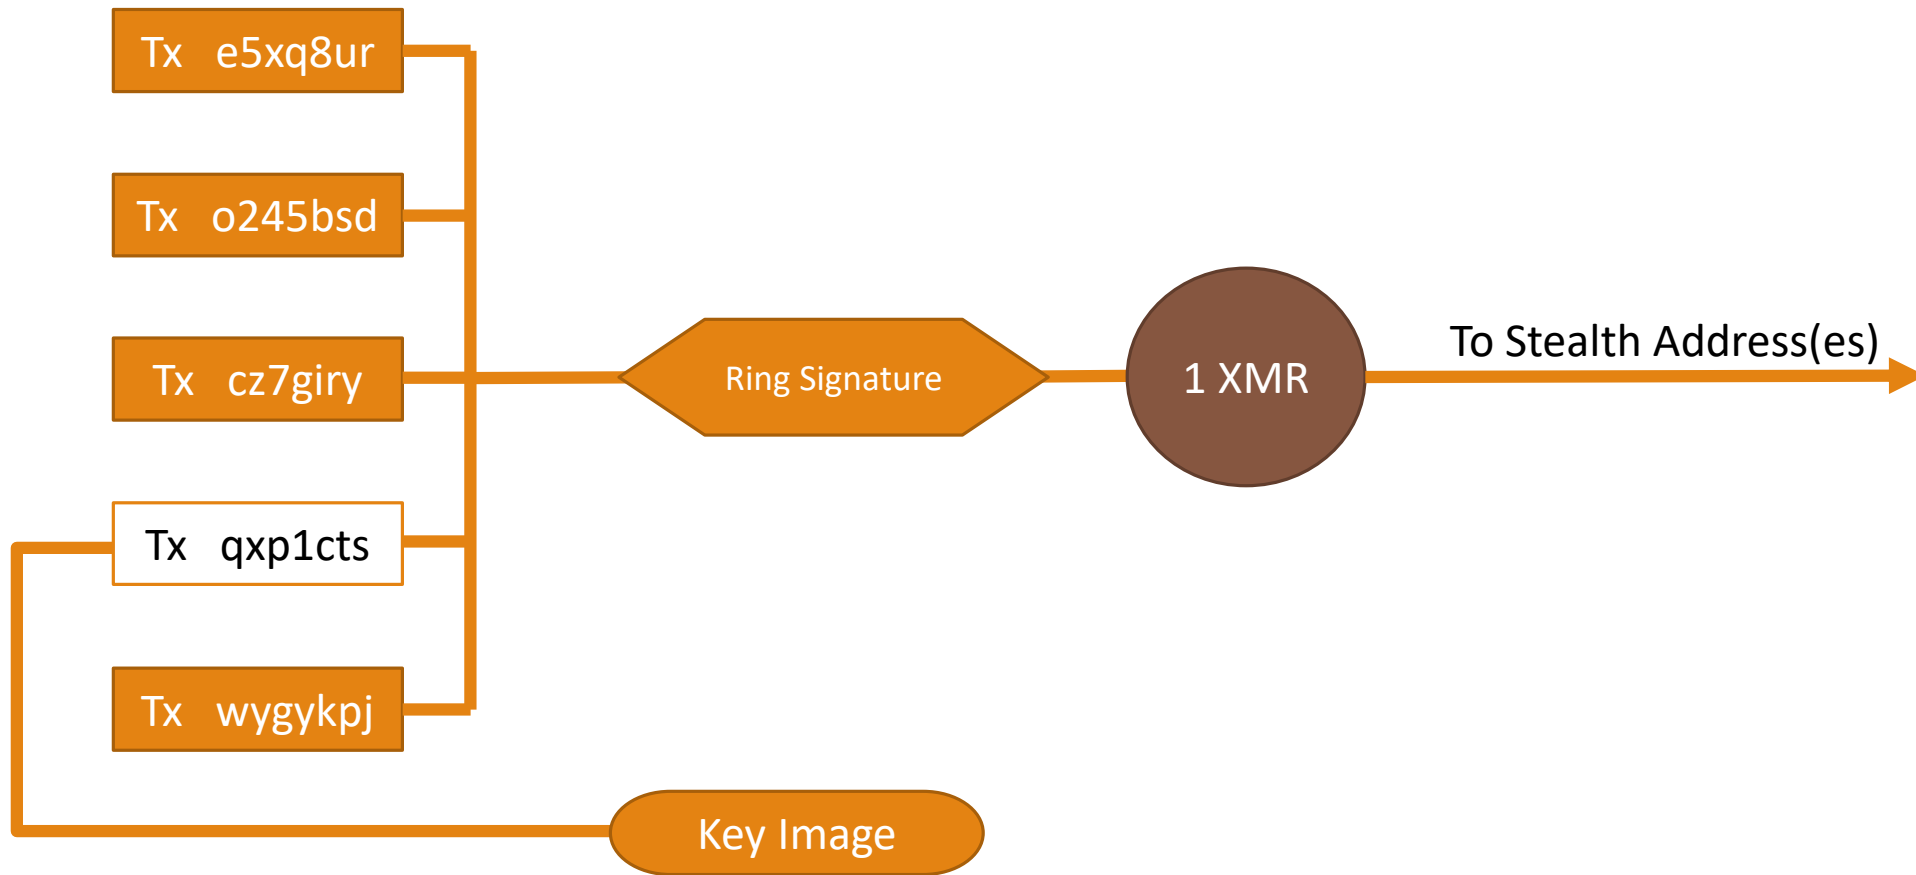 Tx e5xq8ur
Tx o245bsd
Tx cz7giry
Tx qxp1cts
Tx wygykpj
Ring Signature
1 XMR
To Stealth Address(es)
Key Image